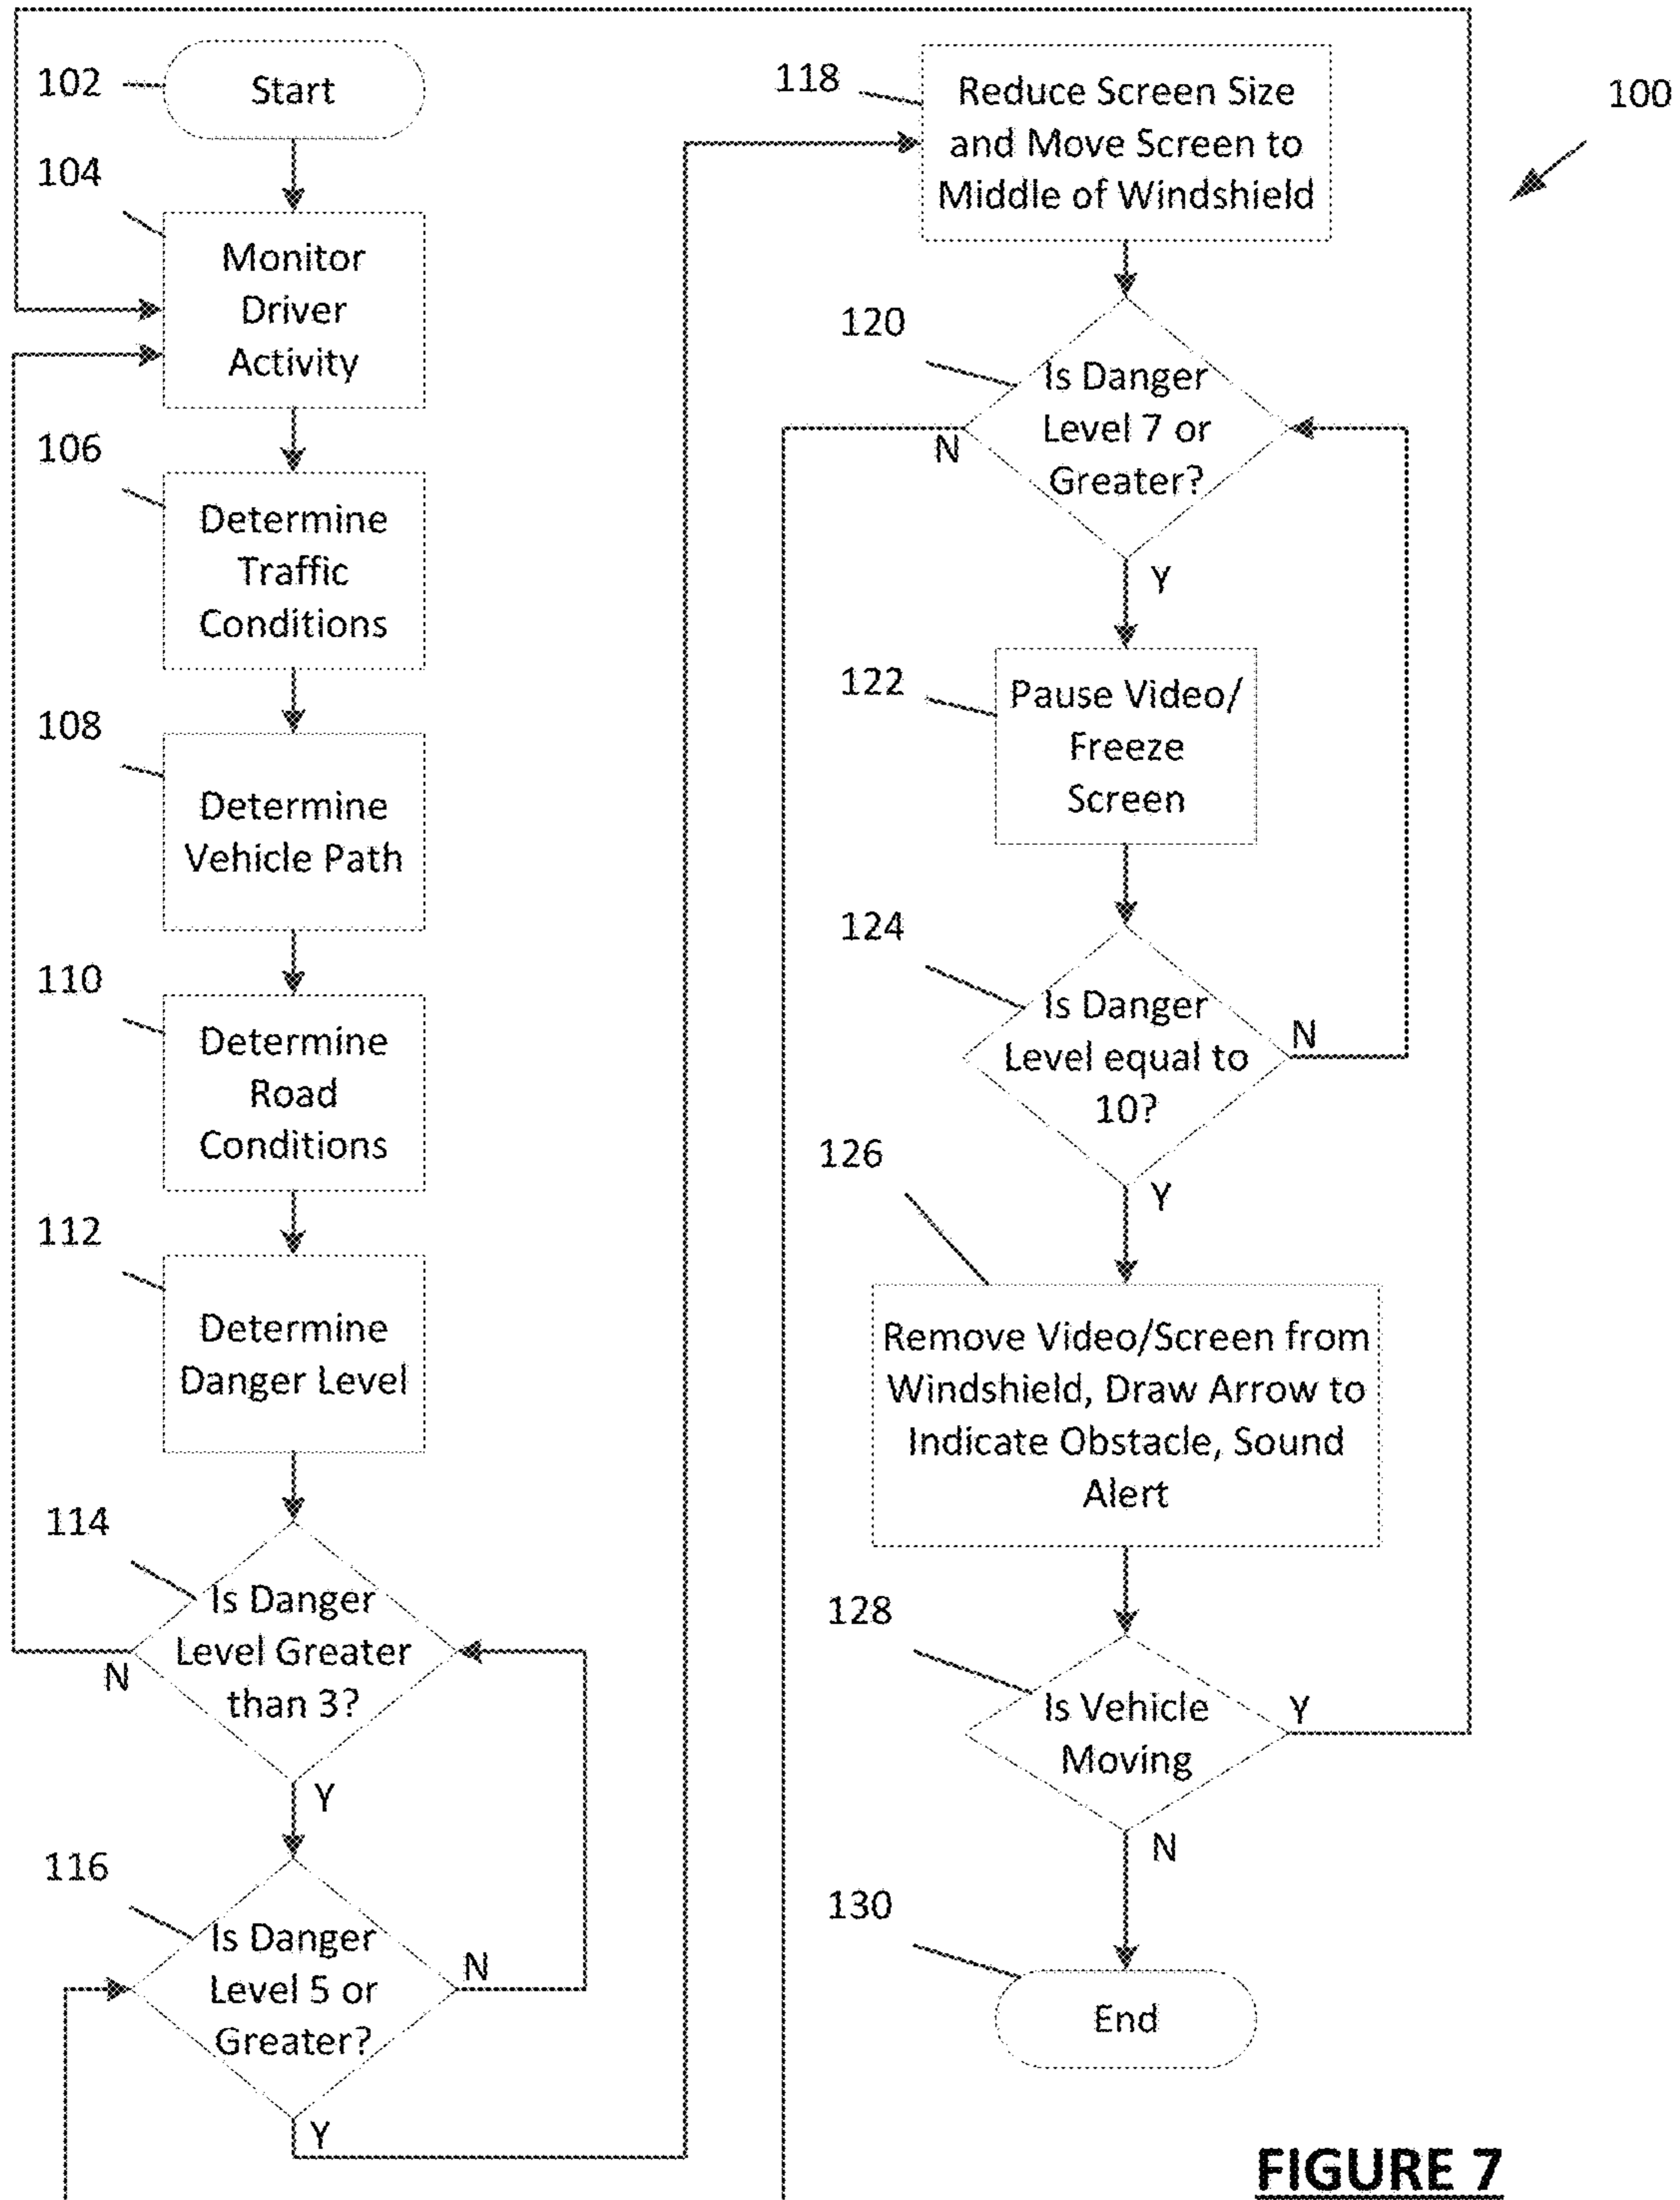 102
Start
104
Monitor
Driver
Activity
106
Determine
Traffic
Conditions
108
Determine
Vehicle Path
110
Determine
Road
Conditions
112
Determine
Danger Level
114
Is Danger
Level Greater
than 3?
N
Y
116
Is Danger
Level 5 or
Greater?
N
Y
118
Reduce Screen Size
and Move Screen to
Middle of Windshield
100
120
Is Danger
Level 7 or
Greater?
N
Y
122
Pause Video/
Freeze
Screen
124
Is Danger
Level equal to
10?
N
Y
126
Remove Video/Screen from
Windshield, Draw Arrow to
Indicate Obstacle, Sound
Alert
128
Is Vehicle
Moving
Y
N
130
End
FIGURE 7